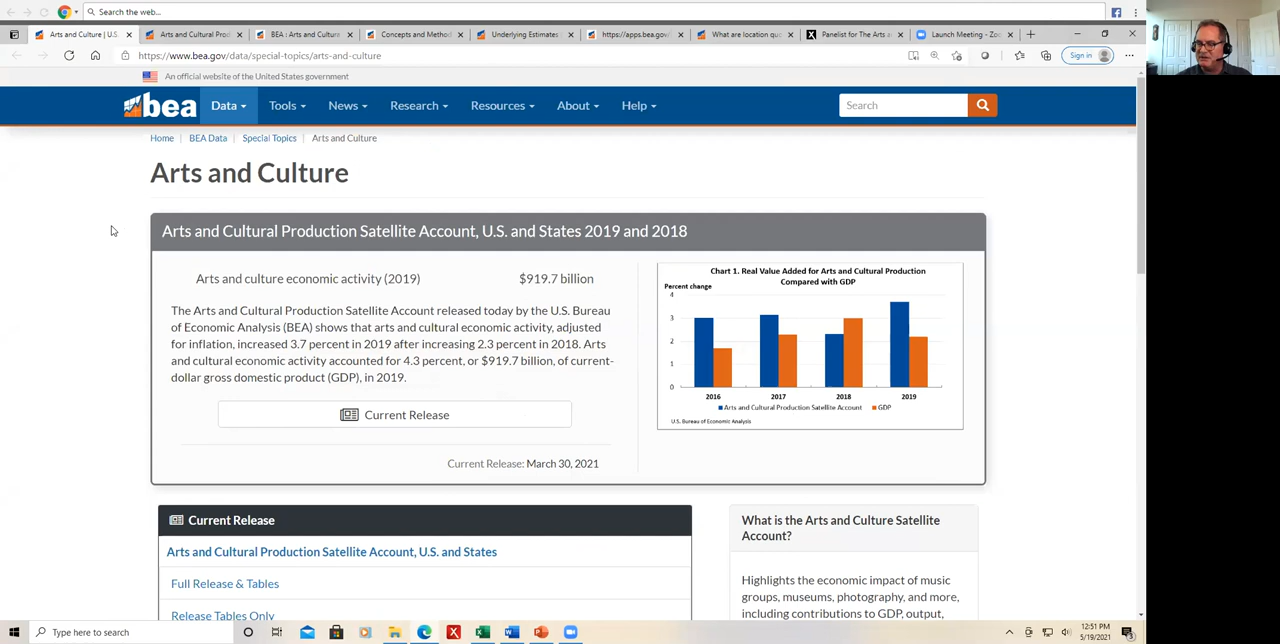 Search the web...
Arts and Culture | U.S.
Arts and Cultural Prod
BEA : Arts and Cultura
Concepts and Method
Underlying Estimates
https://apps.bea.gov/
What are location quo
Panelist for The Arts a
Launch Meeting - Zo
https://www.bea.gov/data/special-topics/arts-and-culture
Sign in
An official website of the United States government
bea
Data
Tools
News
Research
Resources
About
Help
Search
Home
BEA Data
Special Topics
Arts and Culture
Arts and Culture
Arts and Cultural Production Satellite Account, U.S. and States 2019 and 2018
Arts and culture economic activity (2019) $919.7 billion
The Arts and Cultural Production Satellite Account released today by the U.S. Bureau
of Economic Analysis (BEA) shows that arts and cultural economic activity, adjusted
for inflation, increased 3.7 percent in 2019 after increasing 2.3 percent in 2018. Arts
and cultural economic activity accounted for 4.3 percent, or $919.7 billion, of current-
dollar gross domestic product (GDP), in 2019.
Current Release
Current Release: March 30, 2021
Chart 1. Real Value Added for Arts and Cultural Production
Compared with GDP
Percent change
4
3
2
1
0
2016 2017 2018 2019
Arts and Cultural Production Satellite Account GDP
U.S. Bureau of Economic Analysis
Current Release
Arts and Cultural Production Satellite Account, U.S. and States
Full Release & Tables
Release Tables Only
What is the Arts and Culture Satellite
Account?
Highlights the economic impact of music
groups, museums, photography, and more,
including contributions to GDP, output,
Type here to search
12:51 PM
5/19/2021
3